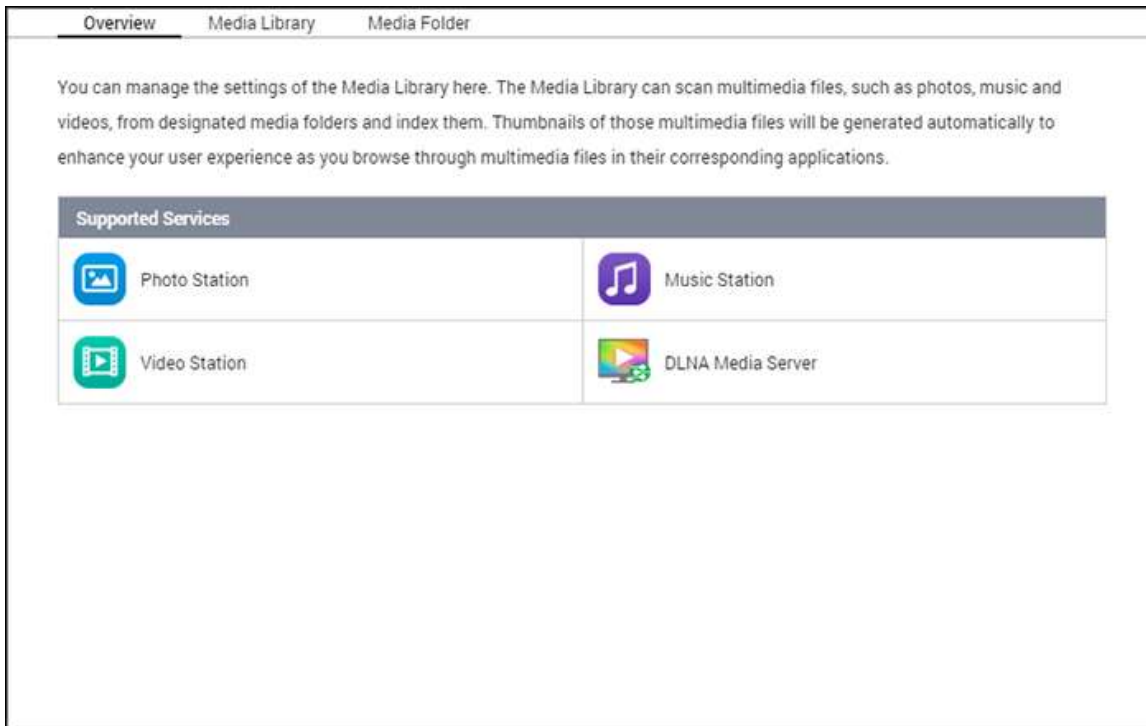 Overview Media Library Media Folder
You can manage the settings of the Media Library here. The Media Library can scan multimedia files, such as photos, music and
videos, from designated media folders and index them. Thumbnails of those multimedia files will be generated automatically to
enhance your user experience as you browse through multimedia files in their corresponding applications.
Supported Services
Photo Station
Music Station
Video Station
DLNA Media Server